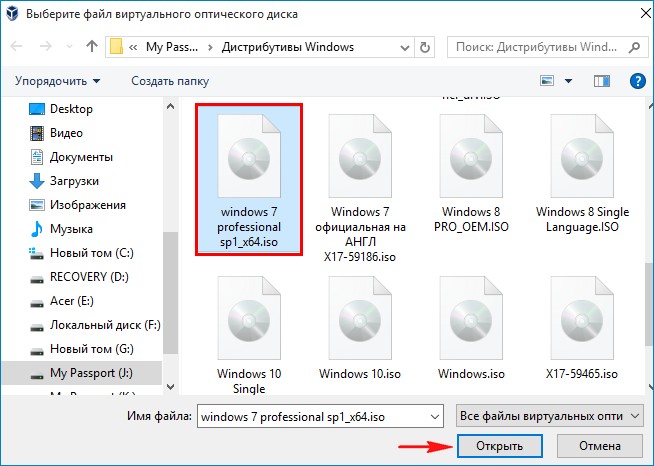 Выберите файл виртуального оптического диска
« My Pass... › Дистрибутивы Windows
Поиск: Дистрибутивы Wind...
Упорядочить
Создать папку
Desktop
Видео
Документы
Загрузки
Изображения
Музыка
Новый том (C:)
RECOVERY (D:)
Acer (E:)
Локальный диск (F:)
Новый том (G:)
My Passport (J:)
windows 7
professional
sp1_x64.iso
Windows 7
официальная на
АНГЛ
X17-59186.iso
Windows 8
PRO_OEM.ISO
Windows 8 Single
Language.ISO
Windows 10
Single
Windows 10.iso
Windows.iso
X17-59465.iso
Имя файла:
windows 7 professional sp1_x64.iso
Все файлы виртуальных опти
Открыть
Отмена